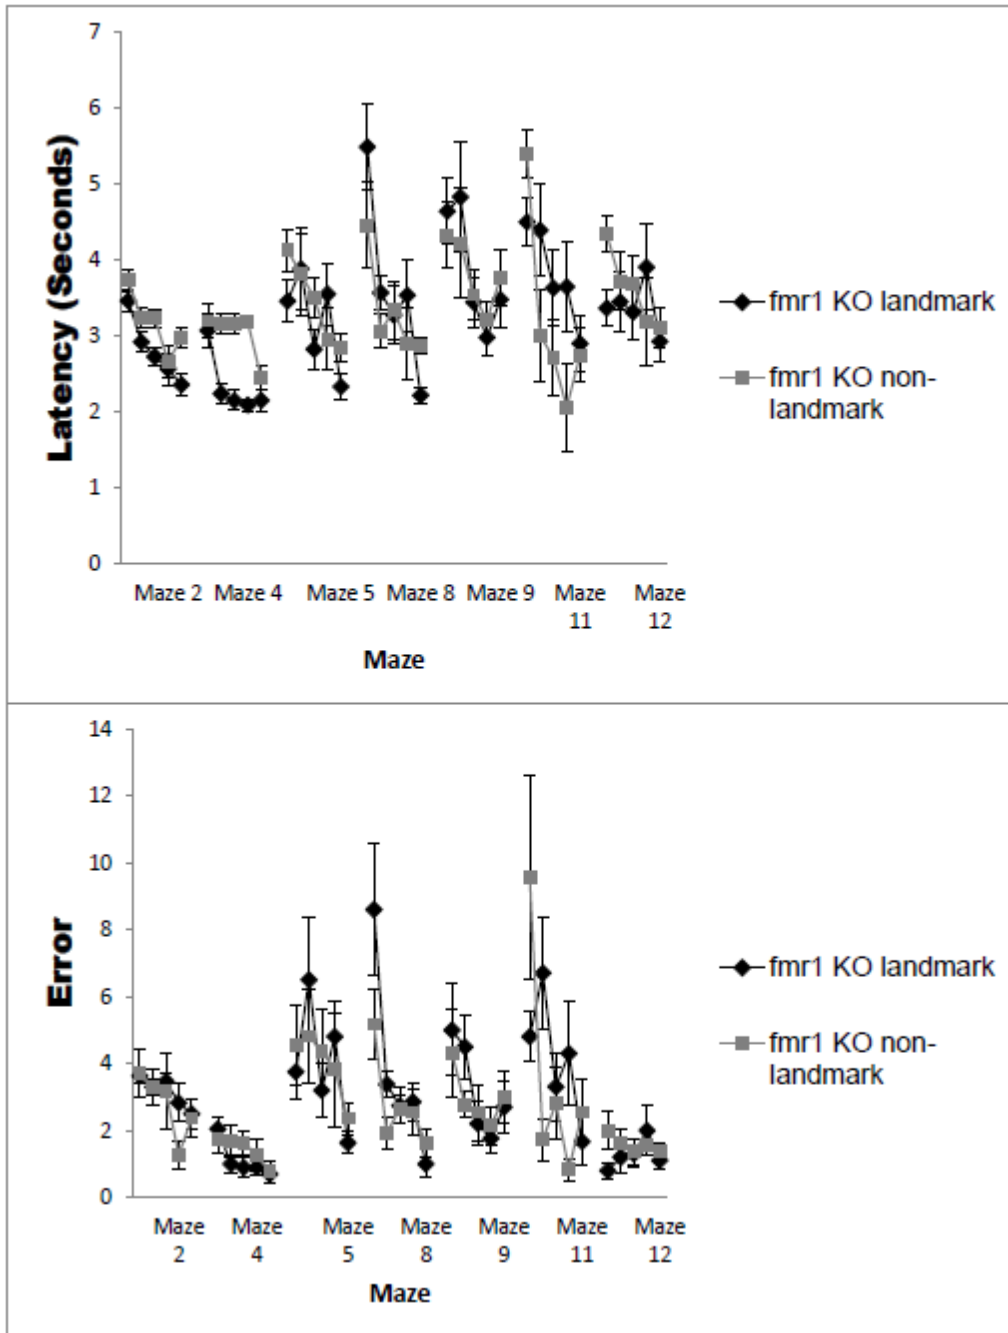 7
6
5
4
3
2
1
0
Latency (Seconds)
Maze 2 Maze 4 Maze 5 Maze 8 Maze 9 Maze Maze
11 12
Maze
fmr1 KO landmark
fmr1 KO non-
landmark
14
12
10
8
6
4
2
0
Error
Maze Maze Maze Maze Maze Maze Maze
2 4 5 8 9 11 12
Maze
fmr1 KO landmark
fmr1 KO non-
landmark